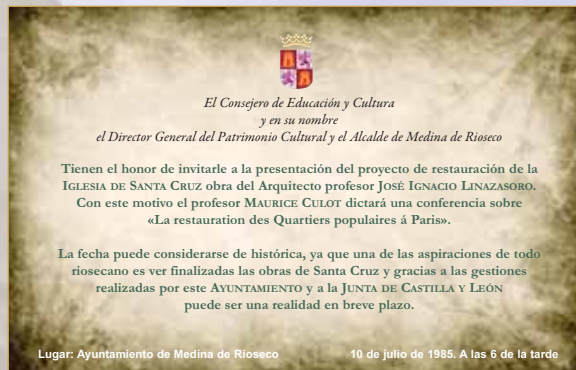 El Consejero de Educación y Cultura
y en su nombre
el Director General del Patrimonio Cultural y el Alcalde de Medina de Rioseco
Tienen el honor de invitarle a la presentación del proyecto de restauración de la
IGLESIA DE SANTA CRUZ obra del Arquitecto profesor JOSÉ IGNACIO LINAZASORO.
Con este motivo el profesor MAURICE CULOT dictará una conferencia sobre
«La restauration des Quartiers populaires á Paris».
La fecha puede considerarse de histórica, ya que una de las aspiraciones de todo
riosecano es ver finalizadas las obras de Santa Cruz y gracias a las gestiones
realizadas por este AYUNTAMIENTO y a la JUNTA DE CASTILLA Y LEÓN
puede ser una realidad en breve plazo.
Lugar: Ayuntamiento de Medina de Rioseco 10 de julio de 1985. A las 6 de la tarde